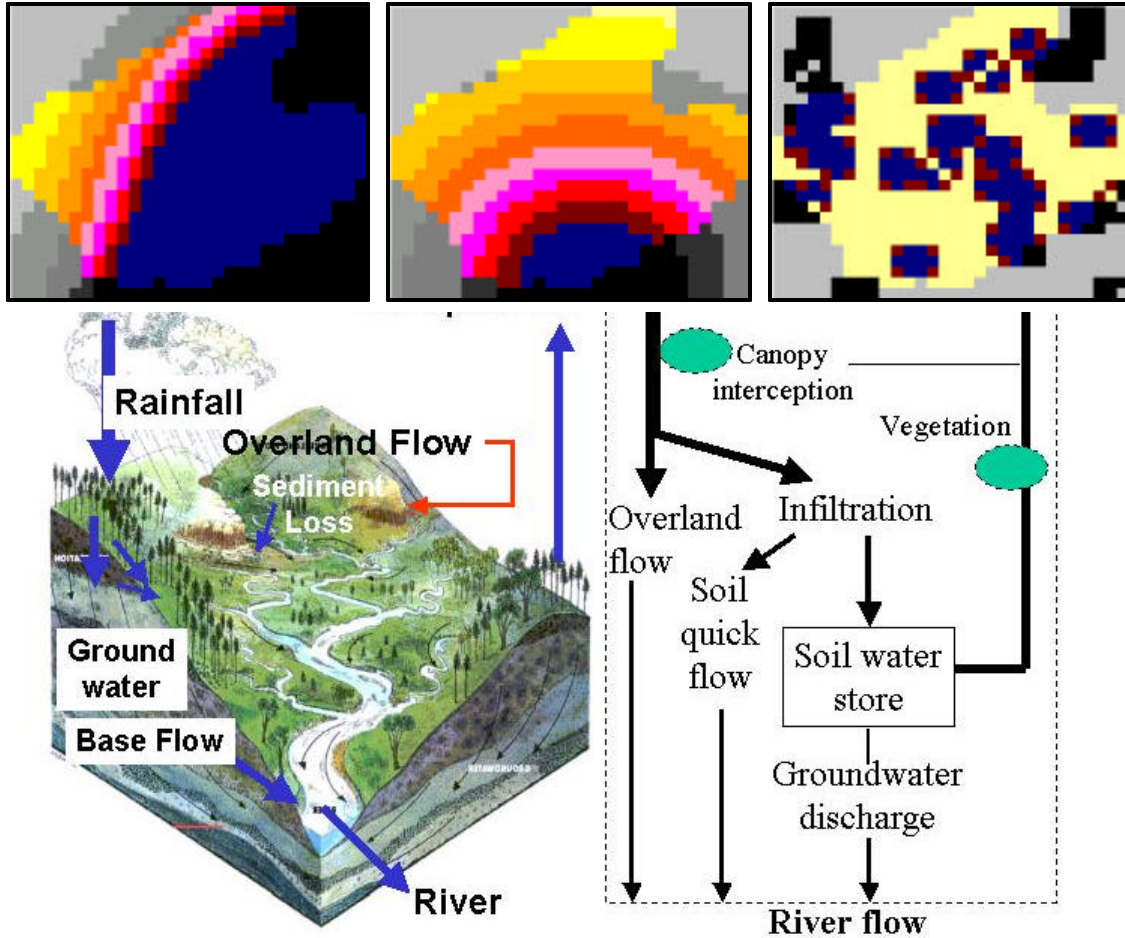 Rainfall
Overland Flow
Sediment
Loss
Ground
water
Base Flow
River
Canopy
interception
Vegetation
Overland
flow
Infiltration
Soil
quick
flow
Soil water
store
Groundwater
discharge
River flow